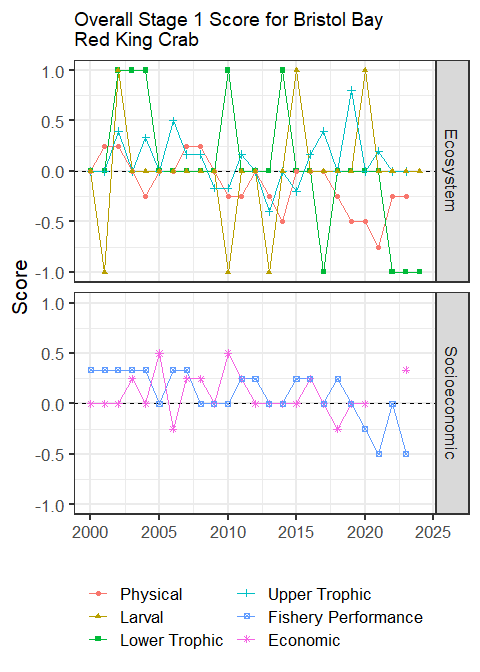 Overall Stage 1 Score for Bristol Bay
Red King Crab
Score
1.0
0.5
0.0
-0.5
-1.0
Ecosystem
1.0
0.5
0.0
-0.5
-1.0
Socioeconomic
2000 2005 2010 2015 2020 2025
Physical Upper Trophic
Larval Fishery Performance
Lower Trophic Economic